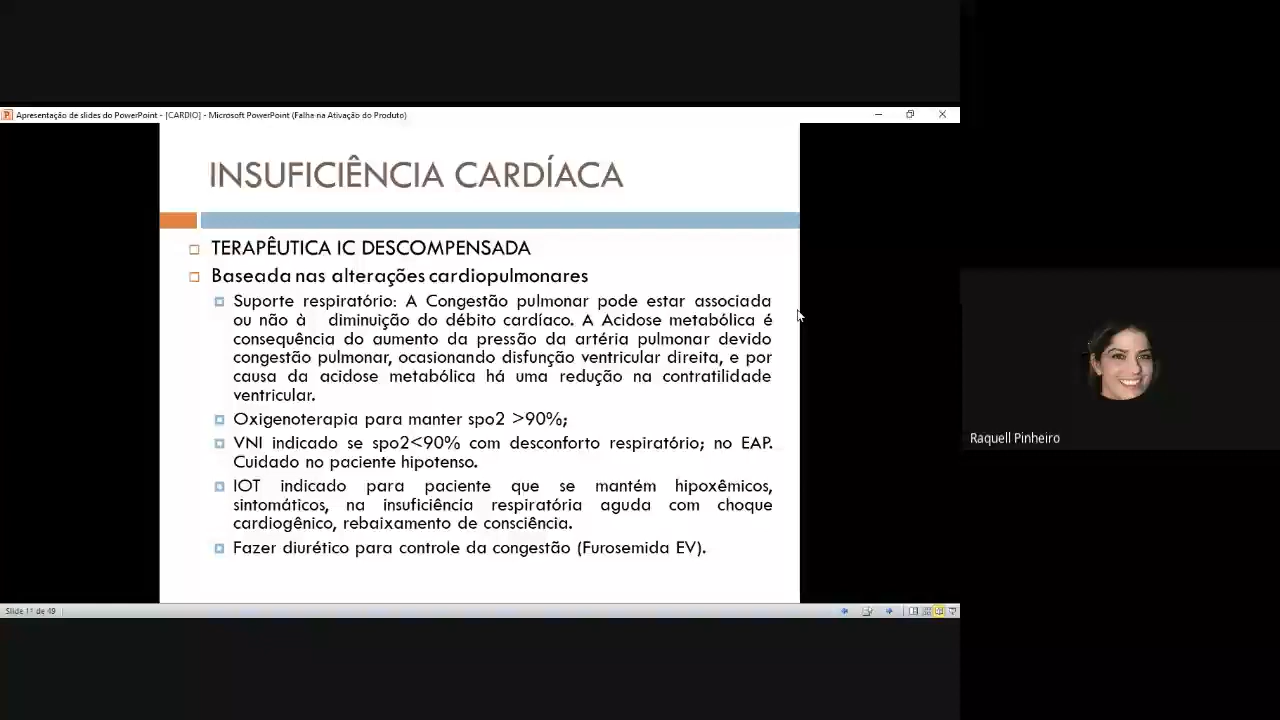 Apresentação de slides do PowerPoint - [CARDIO] - Microsoft PowerPoint (Falha na Ativação do Produto)
INSUFICIÊNCIA CARDÍACA
TERAPÊUTICA IC DESCOMPENSADA
Baseada nas alterações cardiopulmonares
Suporte respiratório: A Congestão pulmonar pode estar associada
ou não à diminuição do débito cardíaco. A Acidose metabólica é
consequência do aumento da pressão da artéria pulmonar devido
congestão pulmonar, ocasionando disfunção ventricular direita, e por
causa da acidose metabólica há uma redução na contratilidade
ventricular.
Oxigenoterapia para manter spo2 >90%;
VNI indicado se spo2<90% com desconforto respiratório; no EAP.
Cuidado no paciente hipotenso.
IOT indicado para paciente que se mantém hipoxêmicos,
sintomáticos, na insuficiência respiratória aguda com choque
cardiogênico, rebaixamento de consciência.
Fazer diurético para controle da congestão (Furosemida EV).
Raquell Pinheiro
Slide 11 de 49